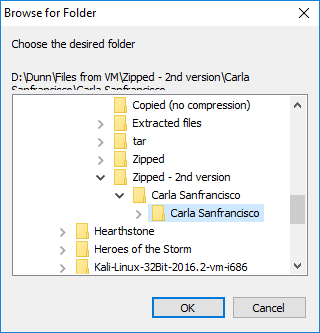 Browse for Folder
Choose the desired folder
D:\Dunn\Files from VM\Zipped - 2nd version\Carla
Sanfrancisco\Carla Sanfrancisco
Copied (no compression)
Extracted files
tar
Zipped
Zipped - 2nd version
Carla Sanfrancisco
Carla Sanfrancisco
Hearthstone
Heroes of the Storm
Kali-Linux-32Bit-2016.2-vm-i686
OK
Cancel